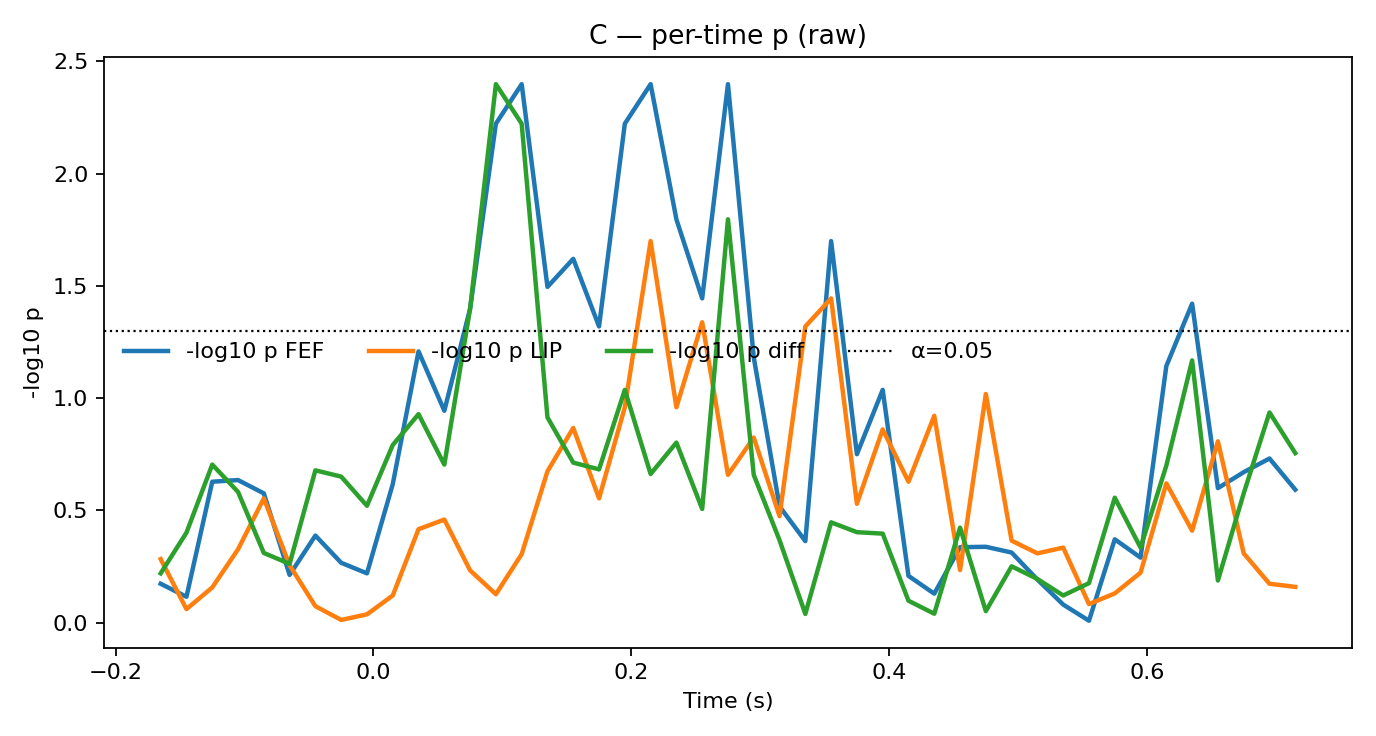 C — per-time p (raw)
2.5
2.0
1.5
1.0
0.5
0.0
-log10 p
-log10 p FEF
-log10 p LIP
-log10 p diff
α=0.05
−0.2
0.0
0.2
0.4
0.6
Time (s)